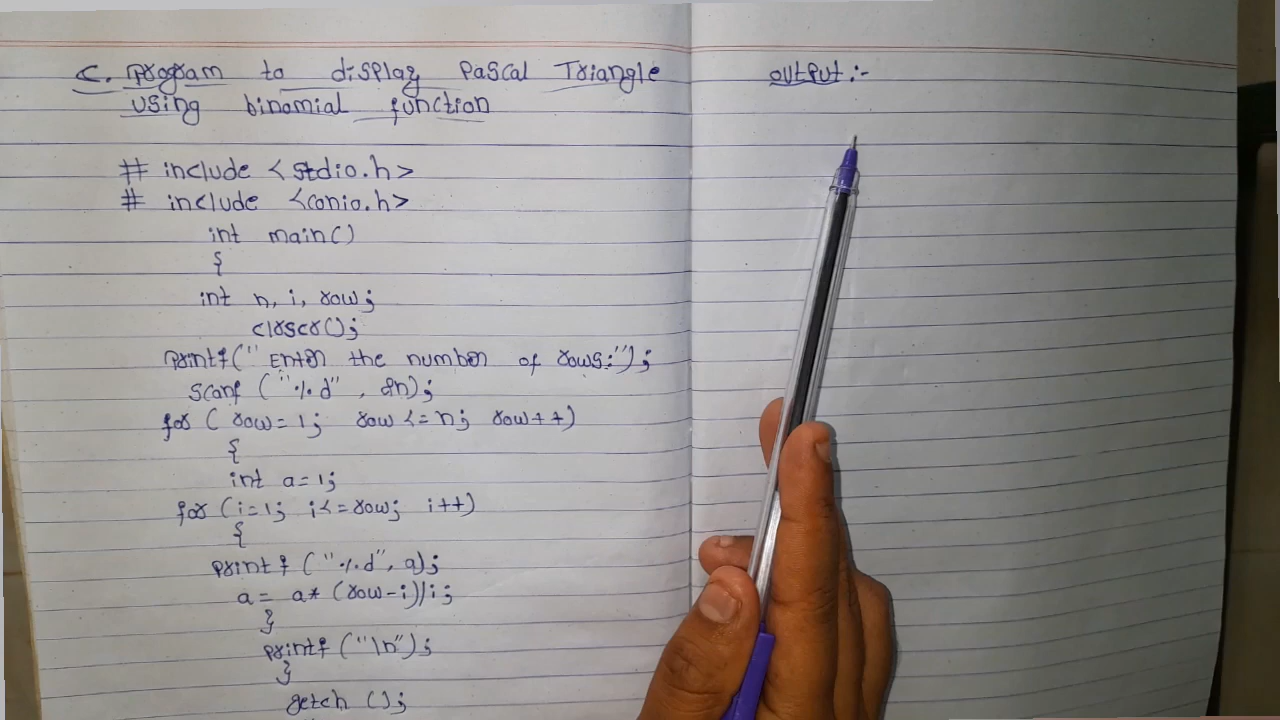 C. program to display Pascal Triangle
using binomial function
output :-
# include <stdio.h>
# include <conio.h>
int main()
{
int n, i, row;
clrscr();
printf(" Enter the number of rows:");
scanf ("%d" , &n);
for ( row=1; row <=n; row++)
{
int a=1;
for (i=1; i<=row; i++)
{
printf ("%d", a);
a= a* (row-i)/i;
}
printf ("\n");
}
getch ();